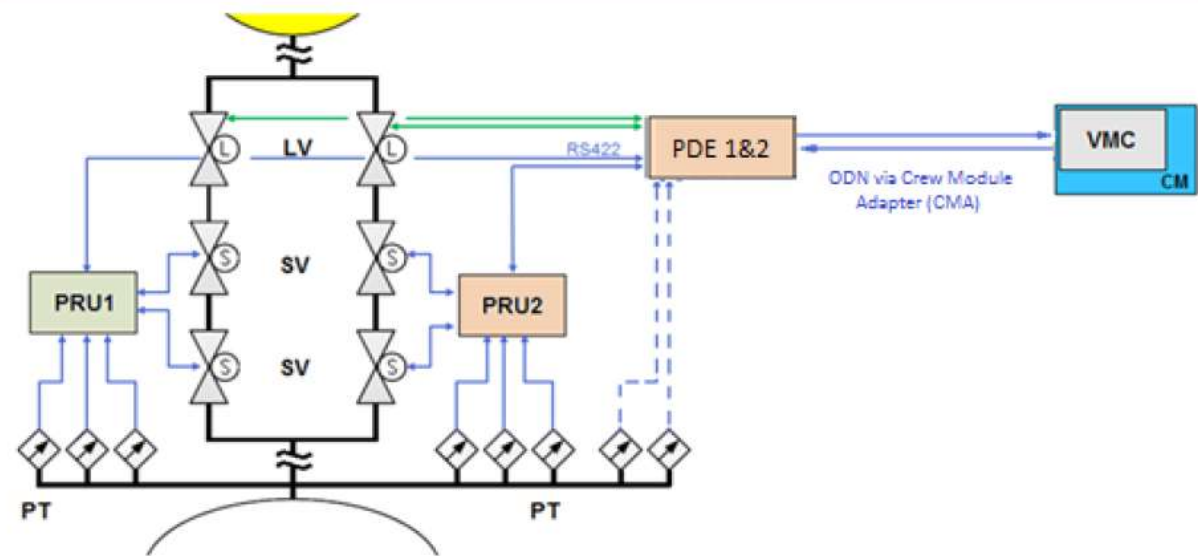 L
LV
L
RS422
PDE 1&2
VMC
CM
ODN via Crew Module
Adapter (CMA)
S
SV
S
PRU1
PRU2
S
SV
S
PT
PT